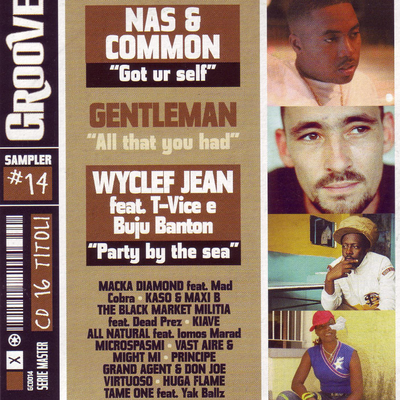 GROOVE
SAMPLER
#14
CD 16 TITOLI
X
GCD014
SERIE MASTER
NAS &
COMMON
"Got ur self"
GENTLEMAN
"All that you had"
WYCLEF JEAN
feat. T-Vice e
Buju Banton
"Party by the sea"
MACKA DIAMOND feat. Mad
Cobra · KASO & MAXI B
THE BLACK MARKET MILITIA
feat. Dead Prez · KIAVE
ALL NATURAL feat. Iomos Marad
MICROSPASMI · VAST AIRE &
MIGHT MI · PRINCIPE
GRAND AGENT & DON JOE
VIRTUOSO · HUGA FLAME
TAME ONE feat. Yak Ballz